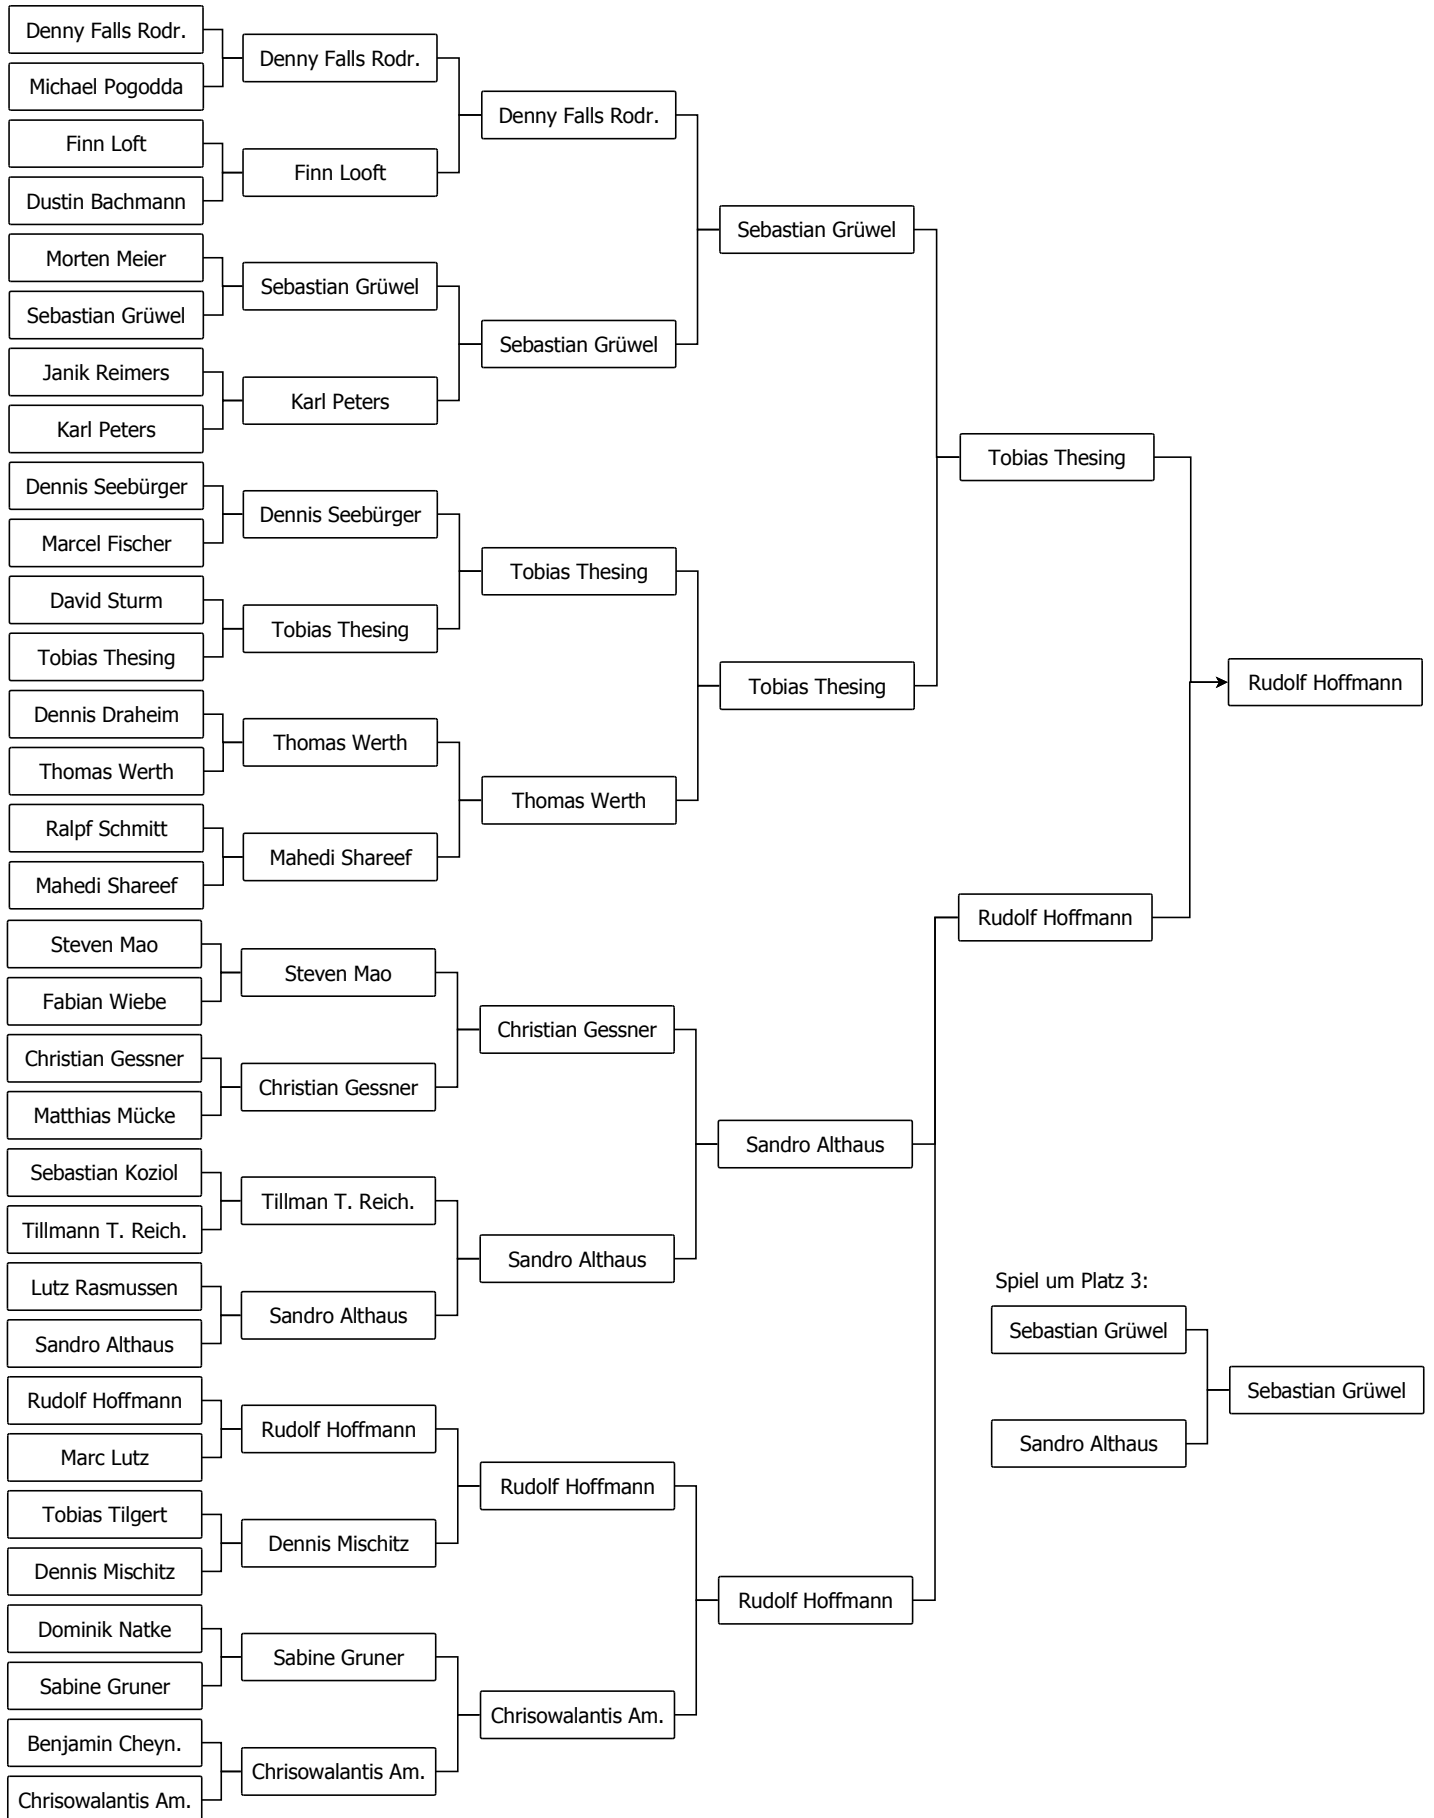 Denny Falls Rodr.
Michael Pogodda
Finn Loft
Dustin Bachmann
Morten Meier
Sebastian Grüwel
Janik Reimers
Karl Peters
Dennis Seebürger
Marcel Fischer
David Sturm
Tobias Thesing
Dennis Draheim
Thomas Werth
Ralpf Schmitt
Mahedi Shareef
Steven Mao
Fabian Wiebe
Christian Gessner
Matthias Mücke
Sebastian Koziol
Tillmann T. Reich.
Lutz Rasmussen
Sandro Althaus
Rudolf Hoffmann
Marc Lutz
Tobias Tilgert
Dennis Mischitz
Dominik Natke
Sabine Gruner
Benjamin Cheyn.
Chrisowalantis Am.
Denny Falls Rodr.
Finn Looft
Sebastian Grüwel
Karl Peters
Dennis Seebürger
Tobias Thesing
Thomas Werth
Mahedi Shareef
Steven Mao
Christian Gessner
Tillman T. Reich.
Sandro Althaus
Rudolf Hoffmann
Dennis Mischitz
Sabine Gruner
Chrisowalantis Am.
Denny Falls Rodr.
Sebastian Grüwel
Tobias Thesing
Thomas Werth
Christian Gessner
Sandro Althaus
Rudolf Hoffmann
Chrisowalantis Am.
Sebastian Grüwel
Tobias Thesing
Sandro Althaus
Rudolf Hoffmann
Tobias Thesing
Rudolf Hoffmann
Rudolf Hoffmann
Spiel um Platz 3:
Sebastian Grüwel
Sandro Althaus
Sebastian Grüwel